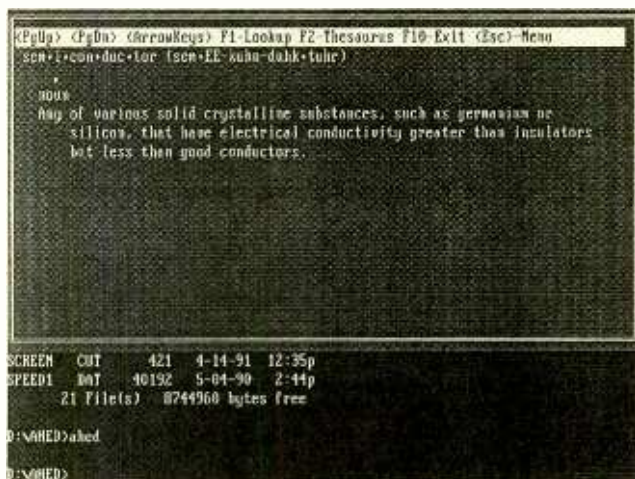 <PgUp> <PgDn> <ArrowKeys> F1-Lookup F2-Thesaurus F10-Exit <Esc>-Menu
sem•i•con•duc•tor (sem•EE-kuhn-dahk-tuhr)
noun
Any of various solid crystalline substances, such as germanium or
silicon, that have electrical conductivity greater than insulators
but less than good conductors.
SCREEN CUT 421 4-14-91 12:35p
SPEED1 DAT 40192 5-04-90 2:44p
21 File(s) 8744960 bytes free
D:\AHED>ahed
D:\AHED>